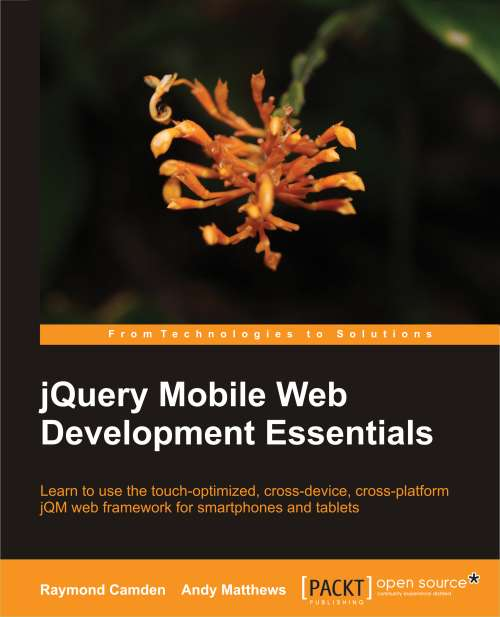 From Technologies to Solutions
jQuery Mobile Web
Development Essentials
Learn to use the touch-optimized, cross-device, cross-platform
jQM web framework for smartphones and tablets
Raymond Camden Andy Matthews
[PACKT] open source*
PUBLISHING community experience distilled